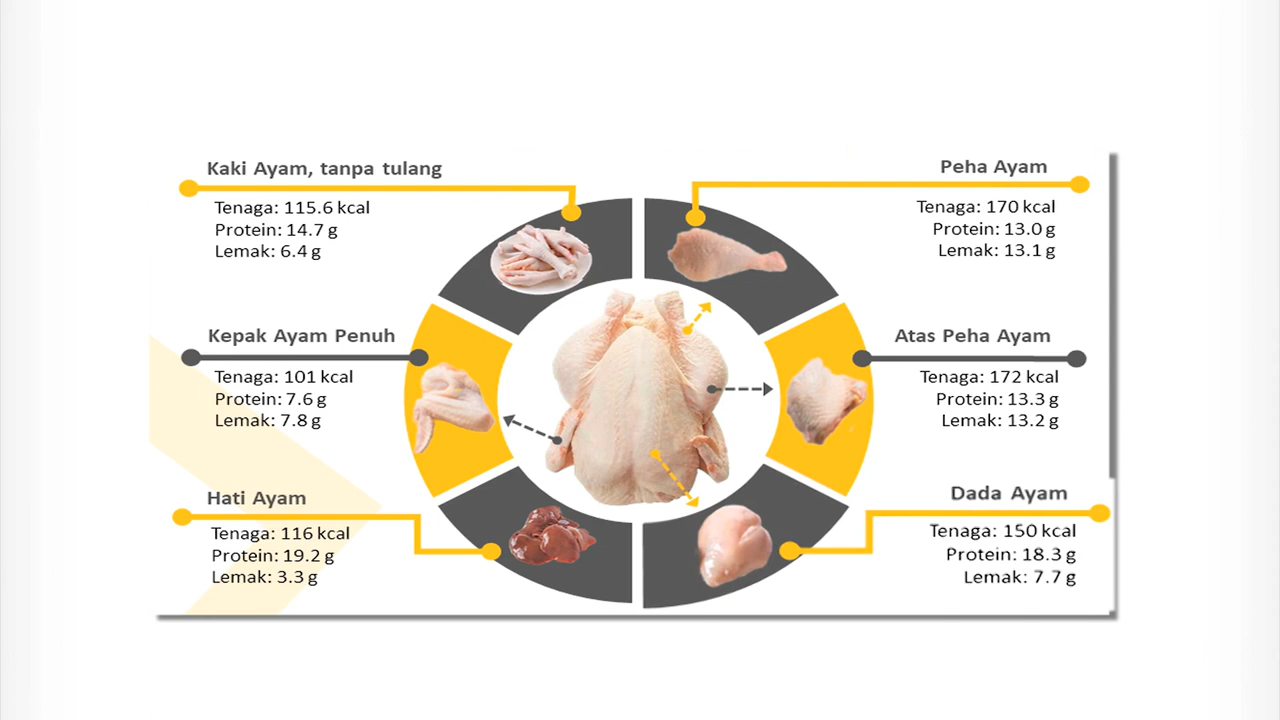 Kaki Ayam, tanpa tulang
Tenaga: 115.6 kcal
Protein: 14.7 g
Lemak: 6.4 g
Peha Ayam
Tenaga: 170 kcal
Protein: 13.0 g
Lemak: 13.1 g
Kepak Ayam Penuh
Tenaga: 101 kcal
Protein: 7.6 g
Lemak: 7.8 g
Atas Peha Ayam
Tenaga: 172 kcal
Protein: 13.3 g
Lemak: 13.2 g
Hati Ayam
Tenaga: 116 kcal
Protein: 19.2 g
Lemak: 3.3 g
Dada Ayam
Tenaga: 150 kcal
Protein: 18.3 g
Lemak: 7.7 g